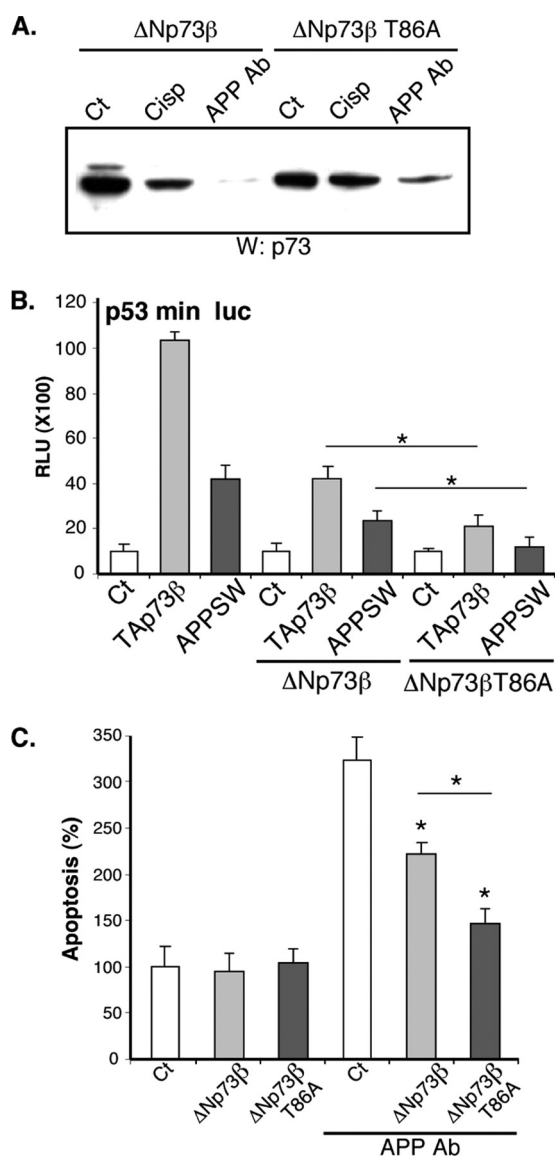 A.
ΔNp73β ΔNp73β T86A
Ct Cisp APP Ab Ct Cisp APP Ab
W: p73
B.
p53 min luc
RLU (X100)
120
100
80
60
40
20
0
Ct TAp73β APPSW Ct TAp73β APPSW Ct TAp73β APPSW
* *
ΔNp73β ΔNp73βT86A
C.
Apoptosis (%)
350
300
250
200
150
100
50
0
* * *
Ct ΔNp73β ΔNp73β T86A Ct ΔNp73β ΔNp73β T86A
APP Ab